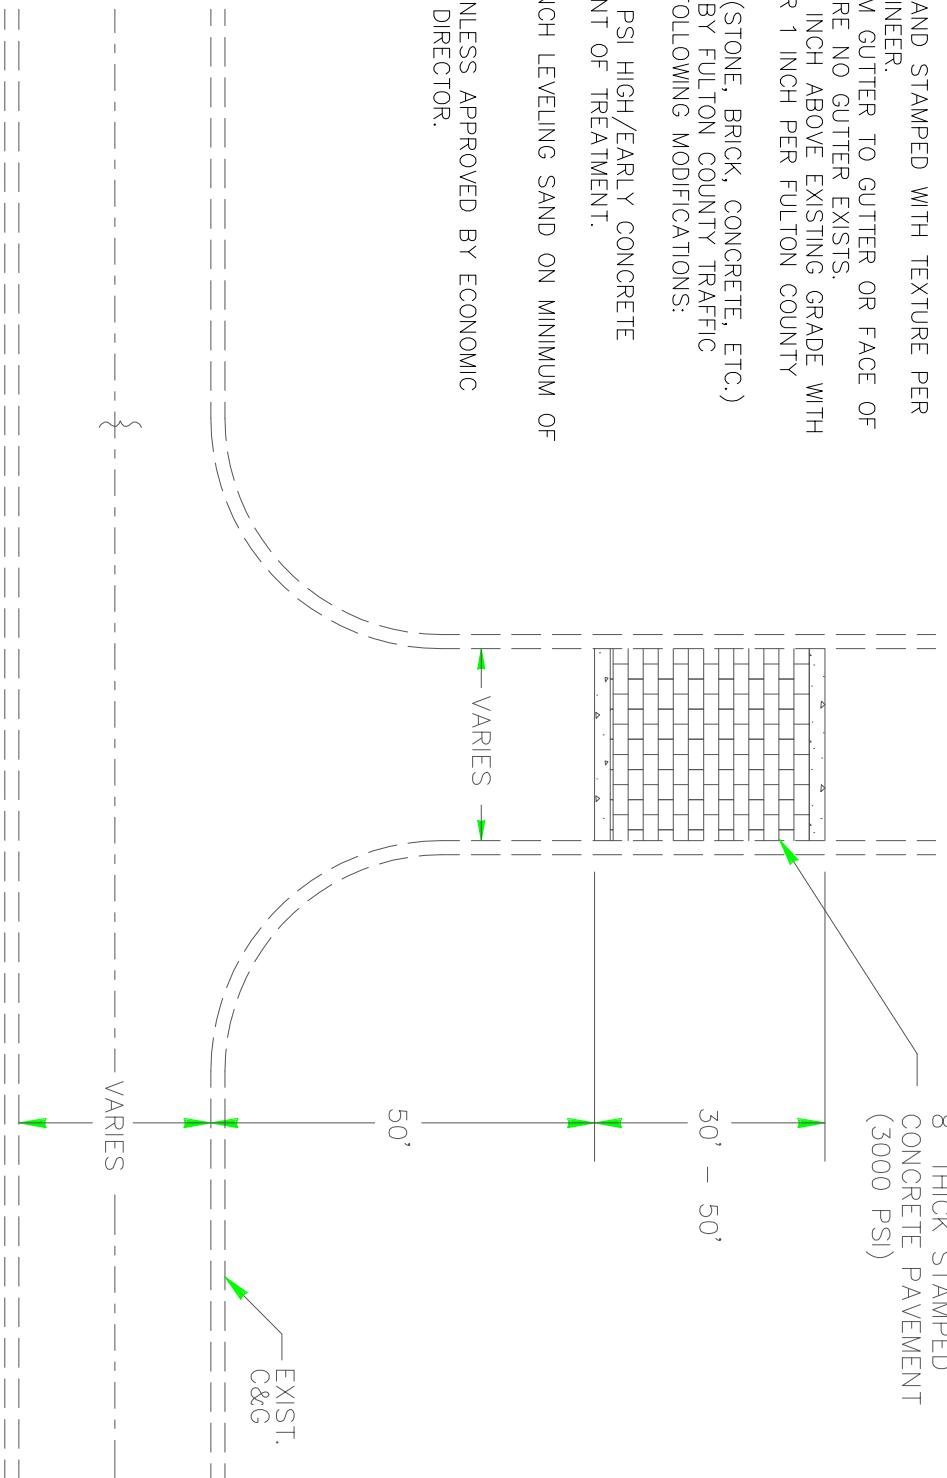 AND STAMPED WITH TEXTURE PER
INEER.
M GUTTER TO GUTTER OR FACE OF
RE NO GUTTER EXISTS.
INCH ABOVE EXISTING GRADE WITH
R 1 INCH PER FULTON COUNTY
(STONE, BRICK, CONCRETE, ETC.)
BY FULTON COUNTY TRAFFIC
FOLLOWING MODIFICATIONS:
PSI HIGH/EARLY CONCRETE
NT OF TREATMENT.
NCH LEVELING SAND ON MINIMUM OF
NLESS APPROVED BY ECONOMIC
DIRECTOR.
8 THICK STAMPED
CONCRETE PAVEMENT
(3000 PSI)
30' - 50'
VARIES
50'
VARIES
EXIST.
C&G